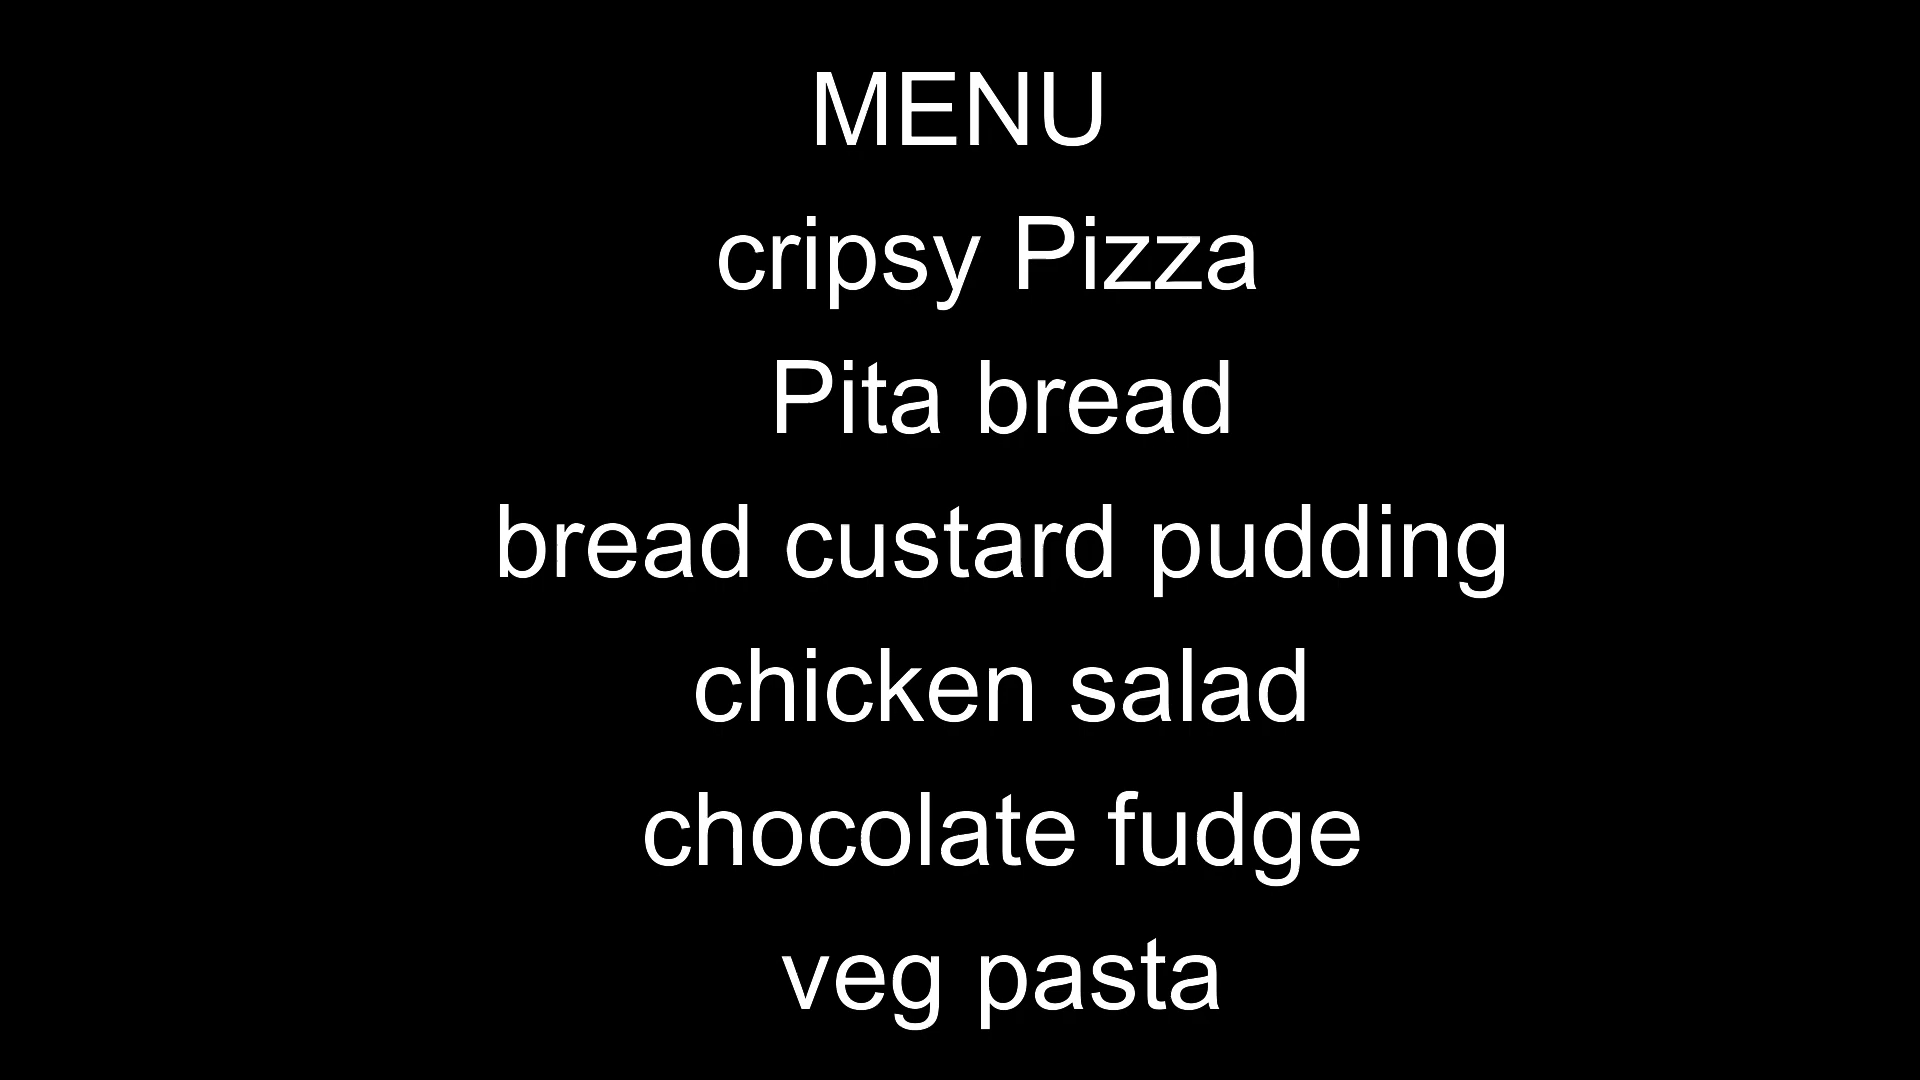 MENU
cripsy Pizza
Pita bread
bread custard pudding
chicken salad
chocolate fudge
veg pasta